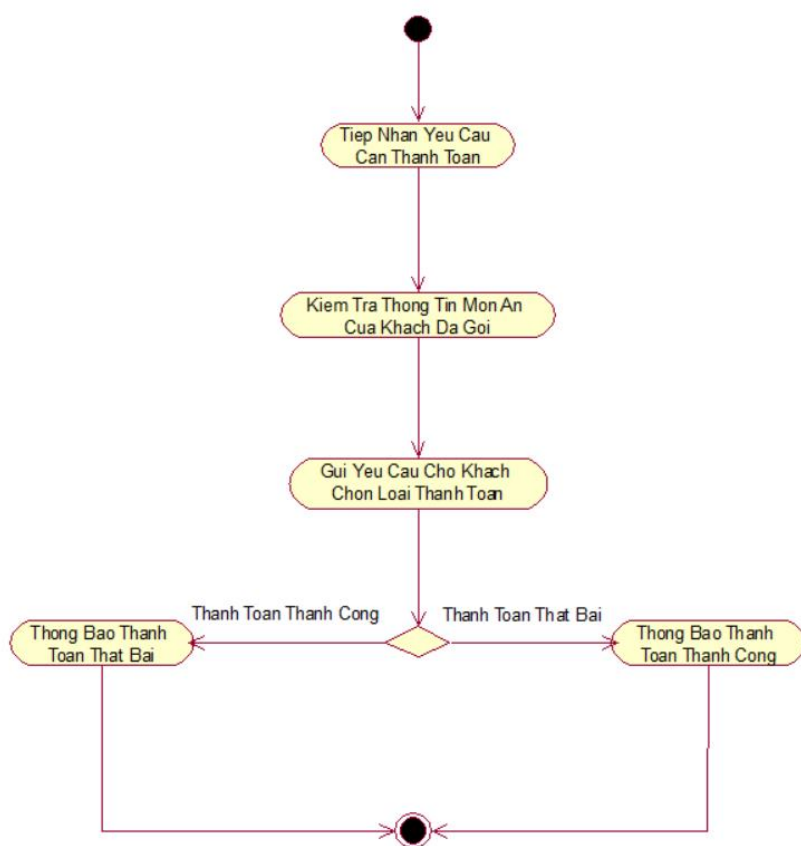 Tiep Nhan Yeu Cau
Can Thanh Toan
Kiem Tra Thong Tin Mon An
Cua Khach Da Goi
Gui Yeu Cau Cho Khach
Chon Loai Thanh Toan
Thanh Toan Thanh Cong
Thanh Toan That Bai
Thong Bao Thanh
Toan That Bai
Thong Bao Thanh
Toan Thanh Cong